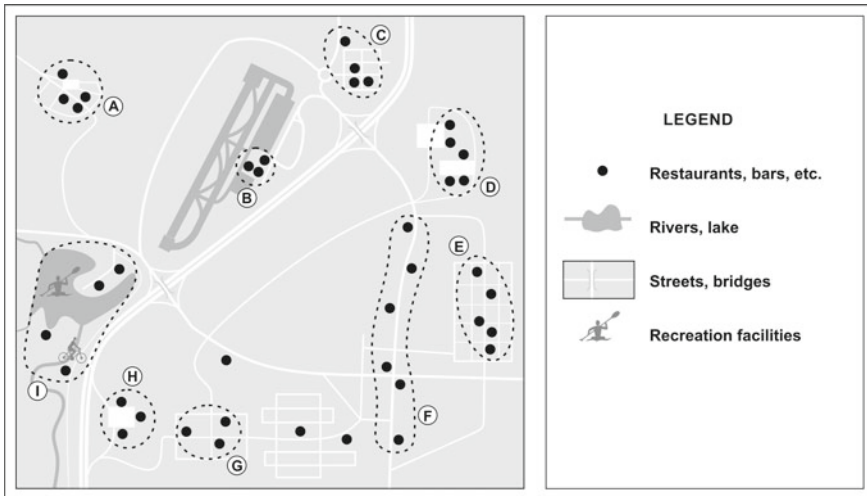 C
A
B
D
E
I
H
G
F
LEGEND
Restaurants, bars, etc.
Rivers, lake
Streets, bridges
Recreation facilities